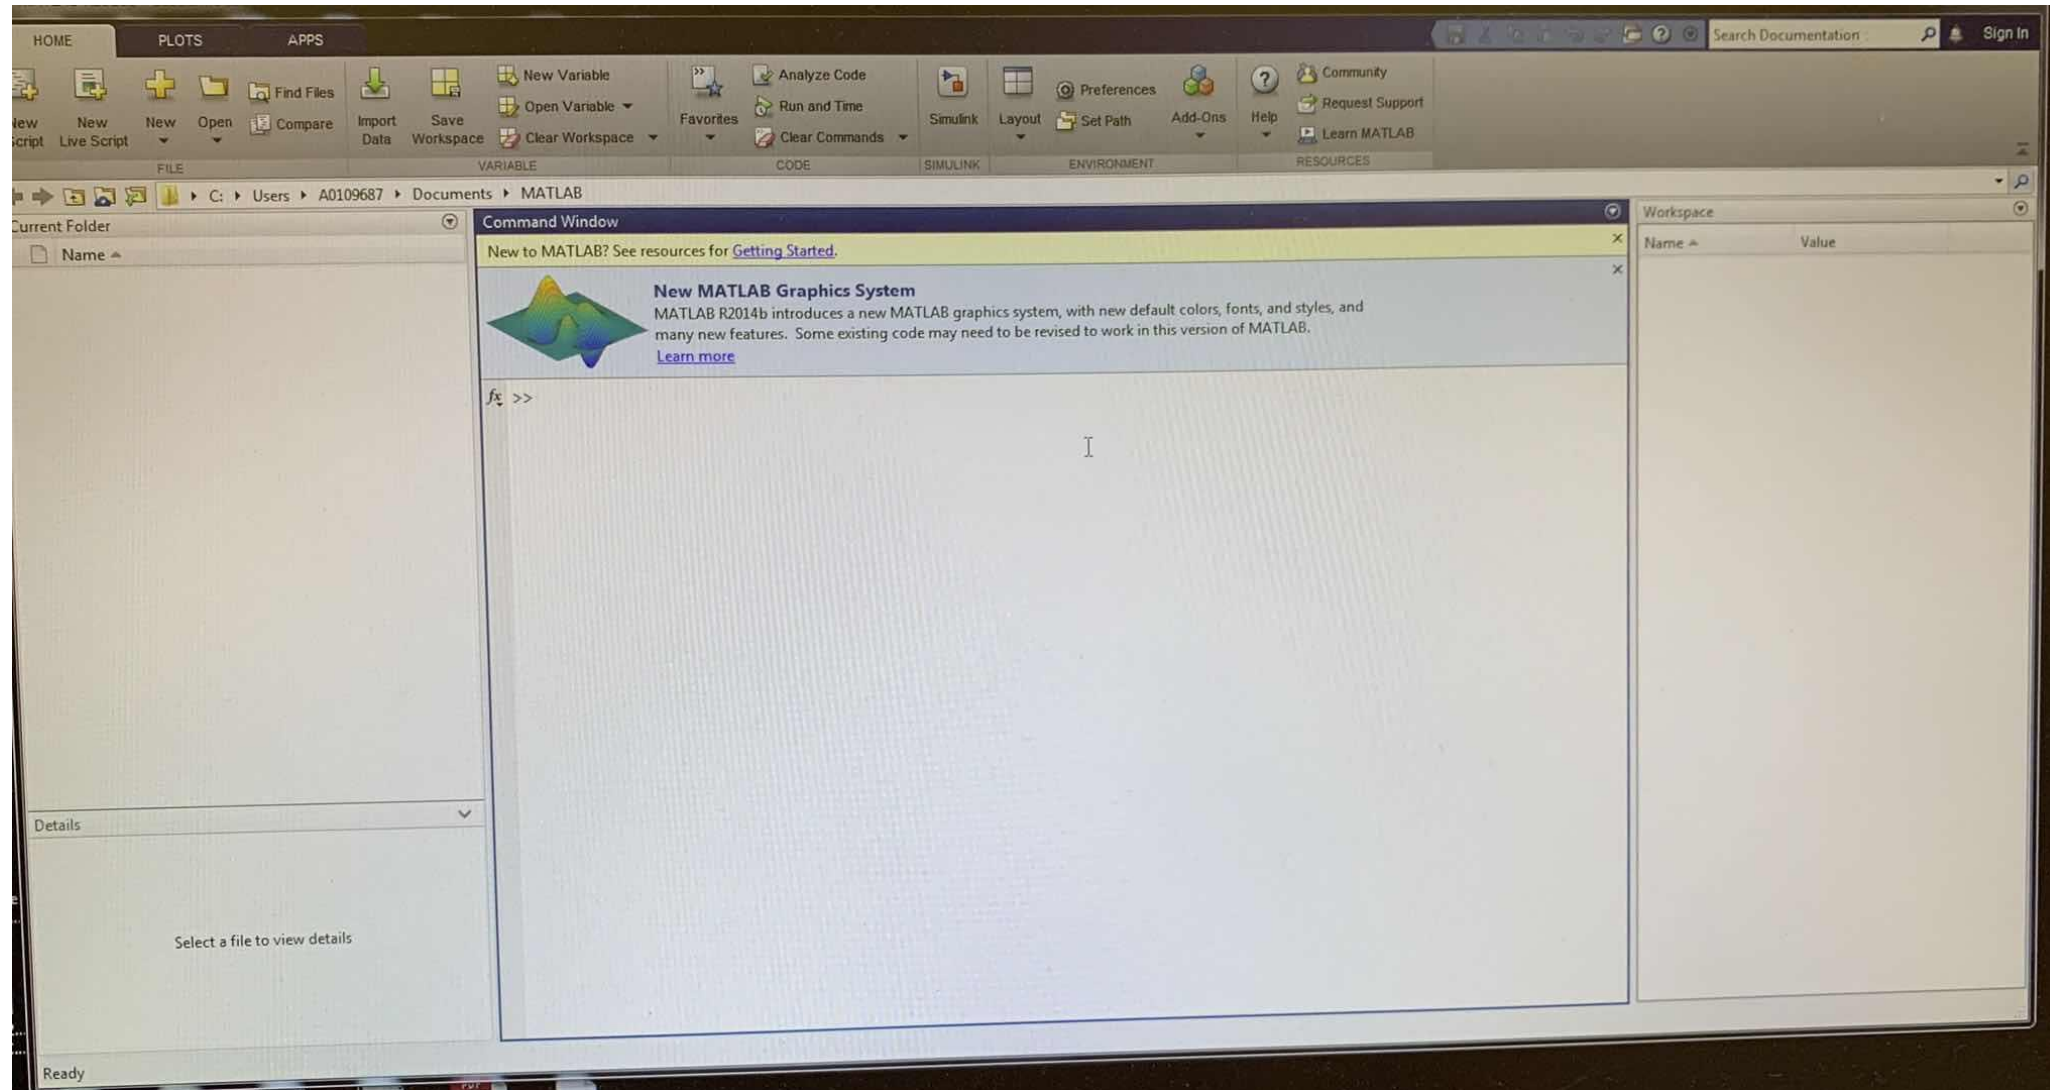 HOME PLOTS APPS
Search Documentation Sign In
New Variable Analyze Code Community
Find Files Preferences
Open Variable Run and Time Request Support
New New Open Compare Import Save Favorites Simulink Layout Set Path Add-Ons Help
Live Script Data Workspace Clear Workspace Clear Commands Learn MATLAB
FILE VARIABLE CODE SIMULINK ENVIRONMENT RESOURCES
C: Users A0109687 Documents MATLAB
Current Folder
Name
Command Window
New to MATLAB? See resources for Getting Started.
New MATLAB Graphics System
MATLAB R2014b introduces a new MATLAB graphics system, with new default colors, fonts, and styles, and
many new features. Some existing code may need to be revised to work in this version of MATLAB.
Learn more
fx >>
Workspace
Name Value
Details
Select a file to view details
Ready